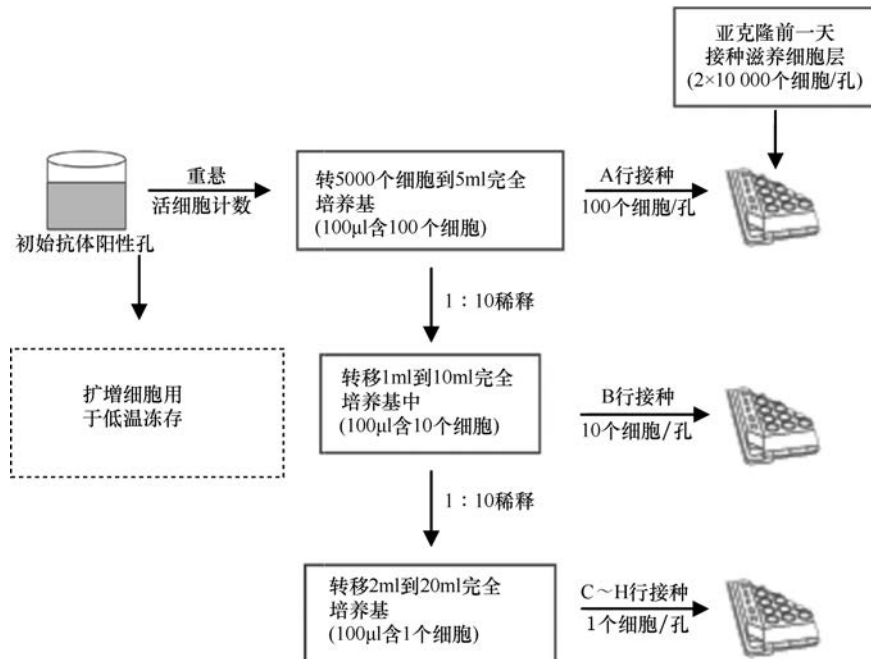 亚克隆前一天
接种滋养细胞层
(2×10 000个细胞/孔)
重悬
活细胞计数
初始抗体阳性孔
转5000个细胞到5ml完全
培养基
(100μl含100个细胞)
A行接种
100个细胞/孔
1：10稀释
扩增细胞用
于低温冻存
转移1ml到10ml完全
培养基中
(100μl含10个细胞)
B行接种
10个细胞/孔
1：10稀释
转移2ml到20ml完全
培养基
(100μl含1个细胞)
C～H行接种
1个细胞/孔